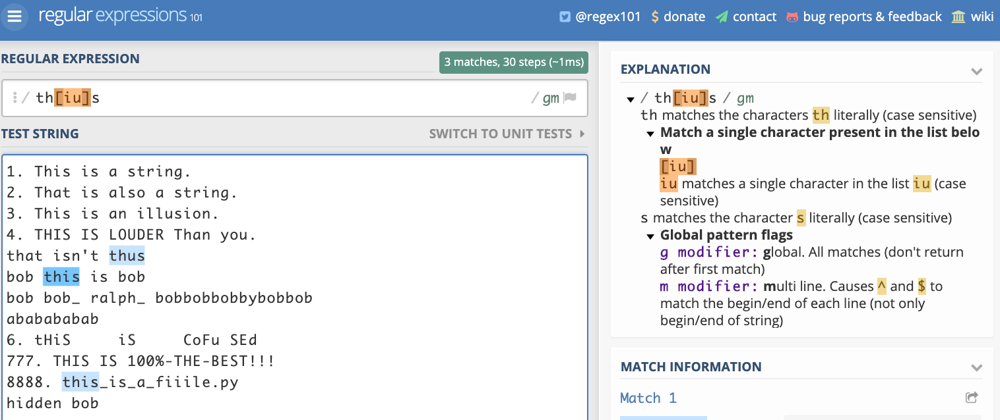 regular expressions 101
@regex101 $ donate contact bug reports & feedback wiki
REGULAR EXPRESSION
3 matches, 30 steps (~1ms)
/ th[iu]s / gm
TEST STRING
SWITCH TO UNIT TESTS
1. This is a string.
2. That is also a string.
3. This is an illusion.
4. THIS IS LOUDER Than you.
that isn't thus
bob this is bob
bob bob_ ralph_ bobbobbobbybobbob
ababababab
6. tHiS     iS     CoFu SEd
777. THIS IS 100%-THE-BEST!!!
8888. this_is_a_fiiile.py
hidden bob
EXPLANATION
/ th[iu]s / gm
th matches the characters th literally (case sensitive)
Match a single character present in the list belo
w
[iu]
iu matches a single character in the list iu (case
sensitive)
s matches the character s literally (case sensitive)
Global pattern flags
g modifier: global. All matches (don't return
after first match)
m modifier: multi line. Causes ^ and $ to
match the begin/end of each line (not only
begin/end of string)
MATCH INFORMATION
Match 1